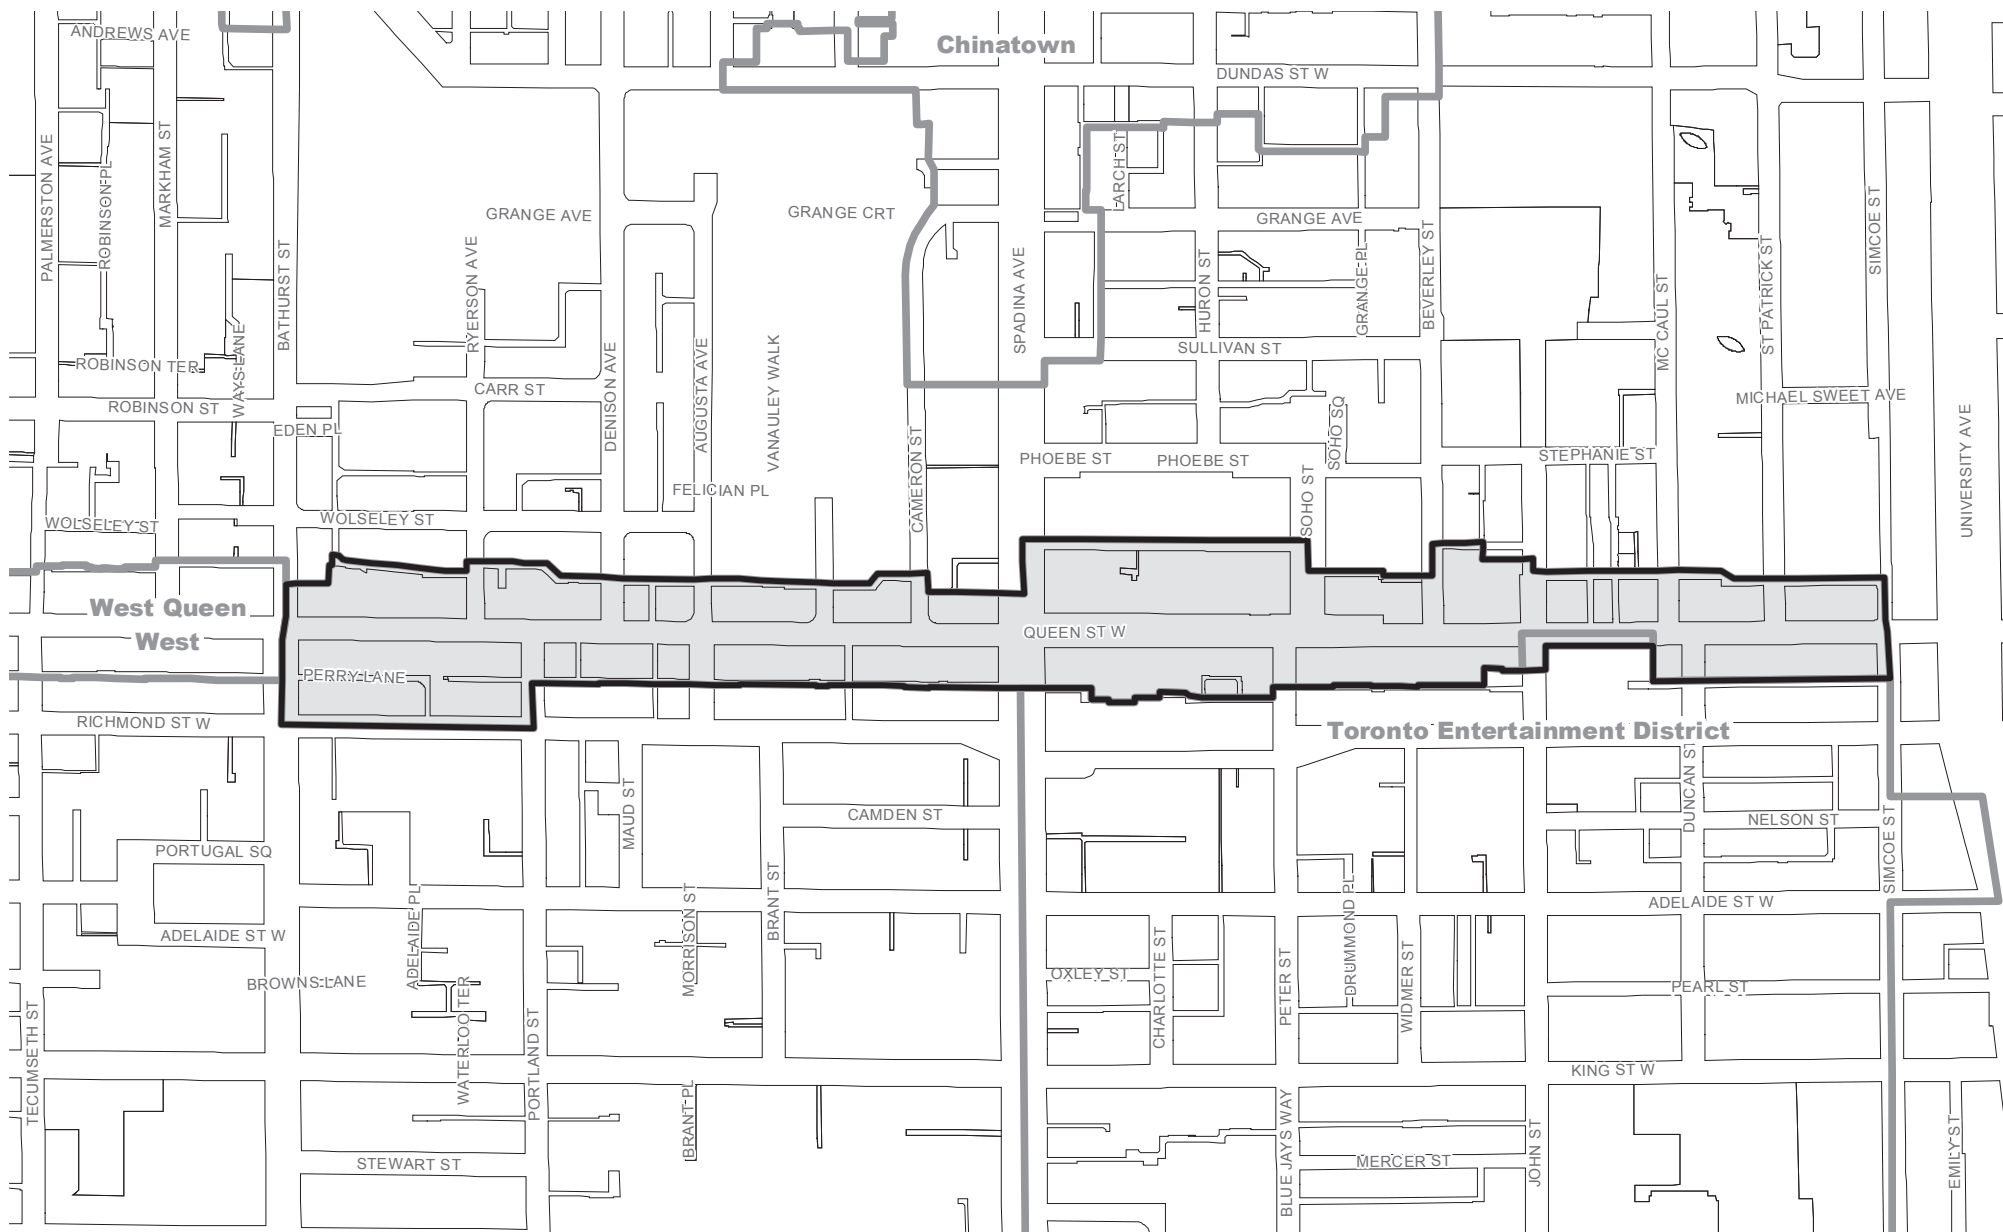 ANDREWS AVE
Chinatown
DUNDAS ST W
PALMERSTON AVE
ROBINSON PL
MARKHAM ST
BATHURST ST
GRANGE AVE
RYERSON AVE
GRANGE CRT
SPADINA AVE
LARCH ST
GRANGE AVE
HURON ST
GRANGE PL
BEVERLEY ST
MC CAUL ST
ST PATRICK ST
SIMCOE ST
ROBINSON TER
WAYS LANE
ROBINSON ST
EDEN PL
CARR ST
DENISON AVE
AUGUSTA AVE
VANAULEY WALK
CAMERON ST
SULLIVAN ST
SOHO SQ
MICHAEL SWEET AVE
UNIVERSITY AVE
PHOEBE ST
PHOEBE ST
STEPHANIE ST
SOHO ST
FELICIAN PL
WOLSELEY ST
WOLSELEY ST
West Queen
West
QUEEN ST W
PERRY LANE
RICHMOND ST W
Toronto Entertainment District
MAUD ST
CAMDEN ST
DUNCAN ST
NELSON ST
SIMCOE ST
PORTUGAL SQ
BRANT ST
ADELAIDE PL
MORRISON ST
DRUMMOND PL
ADELAIDE ST W
ADELAIDE ST W
BROWNS LANE
OXLEY ST
CHARLOTTE ST
PETER ST
WIDMER ST
PEARL ST
TECUMSETH ST
WATERLOO TER
PORTLAND ST
KING ST W
BRANT PL
BLUE JAYS WAY
JOHN ST
EMILY ST
STEWART ST
MERCER ST